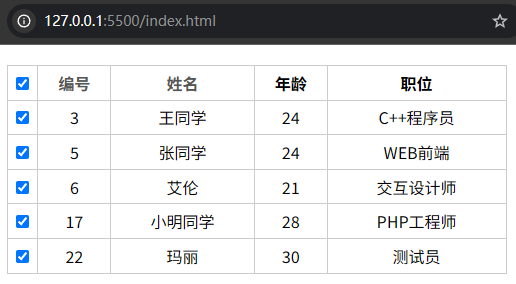 127.0.0.1:5500/index.html
编号 姓名 年龄 职位
3 王同学 24 C++程序员
5 张同学 24 WEB前端
6 艾伦 21 交互设计师
17 小明同学 28 PHP工程师
22 玛丽 30 测试员